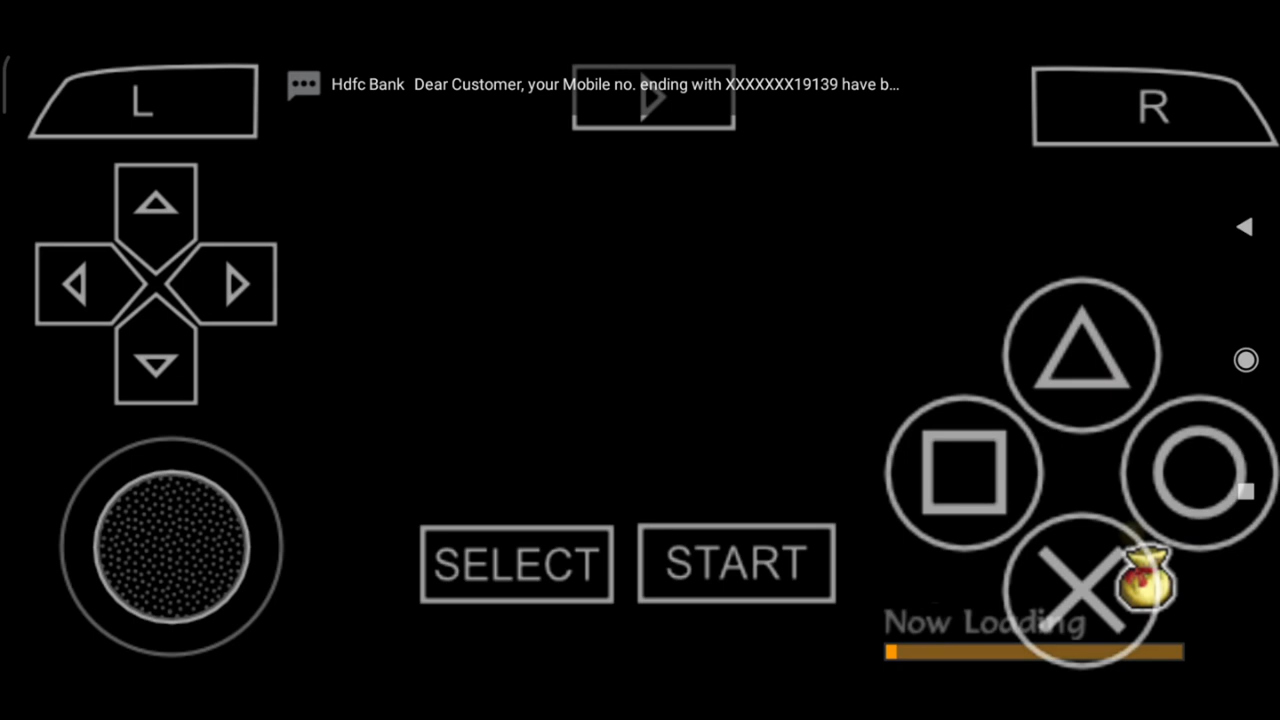 L
Hdfc Bank Dear Customer, your Mobile no. ending with XXXXXXX19139 have b...
R
SELECT
START
Now Loading